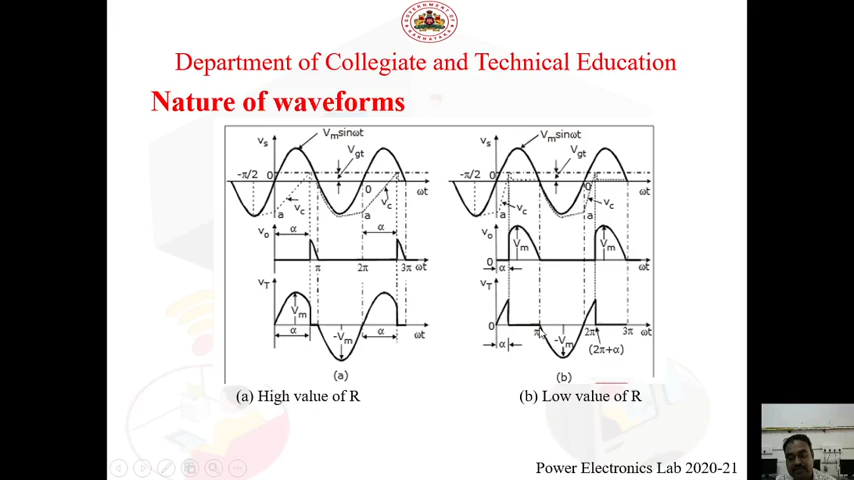 GOVERNMENT OF KARNATAKA
Department of Collegiate and Technical Education
Nature of waveforms
vs Vmsinωt Vgt
-π/2 0 0 ωt
a vc a vc
α α
vo
π 2π 3π ωt
vT
Vm
α -Vm α ωt
(a)
vs Vmsinωt Vgt
-π/2 0 0 ωt
a vc a vc
vo
Vm Vm
0 α ωt
vT
0 π 2π 3π ωt
-Vm
α (2π+α)
(b)
(a) High value of R
(b) Low value of R
Power Electronics Lab 2020-21